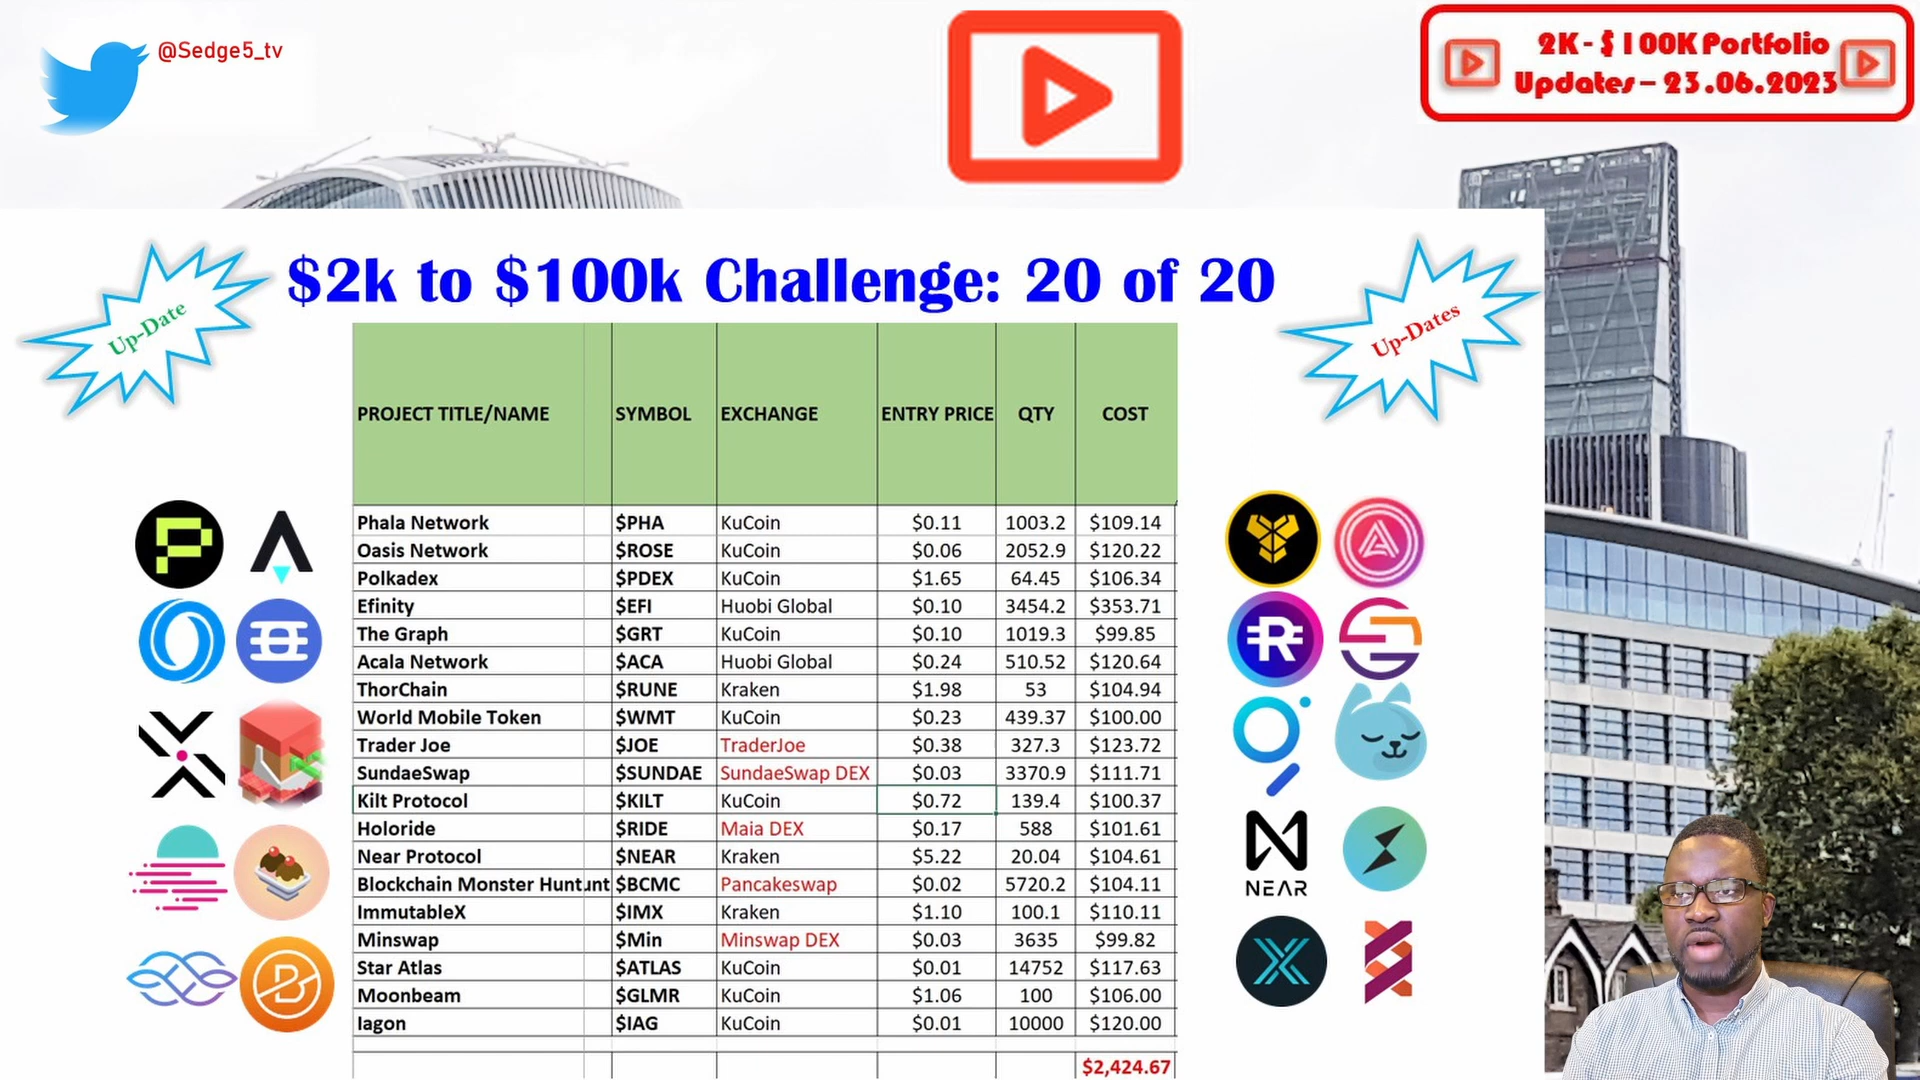 @Sedge5_tv
2K - $100K Portfolio
Updates – 23.06.2023
$2k to $100k Challenge: 20 of 20
Up-Date
Up-Dates
PROJECT TITLE/NAME SYMBOL EXCHANGE ENTRY PRICE QTY COST
Phala Network $PHA KuCoin $0.11 1003.2 $109.14
Oasis Network $ROSE KuCoin $0.06 2052.9 $120.22
Polkadex $PDEX KuCoin $1.65 64.45 $106.34
Efinity $EFI Huobi Global $0.10 3454.2 $353.71
The Graph $GRT KuCoin $0.10 1019.3 $99.85
Acala Network $ACA Huobi Global $0.24 510.52 $120.64
ThorChain $RUNE Kraken $1.98 53 $104.94
World Mobile Token $WMT KuCoin $0.23 439.37 $100.00
Trader Joe $JOE TraderJoe $0.38 327.3 $123.72
SundaeSwap $SUNDAE SundaeSwap DEX $0.03 3370.9 $111.71
Kilt Protocol $KILT KuCoin $0.72 139.4 $100.37
Holoride $RIDE Maia DEX $0.17 588 $101.61
Near Protocol $NEAR Kraken $5.22 20.04 $104.61
Blockchain Monster Huntunt $BCMC Pancakeswap $0.02 5720.2 $104.11
ImmutableX $IMX Kraken $1.10 100.1 $110.11
Minswap $Min Minswap DEX $0.03 3635 $99.82
Star Atlas $ATLAS KuCoin $0.01 14752 $117.63
Moonbeam $GLMR KuCoin $1.06 100 $106.00
Iagon $IAG KuCoin $0.01 10000 $120.00
$2,424.67
NEAR